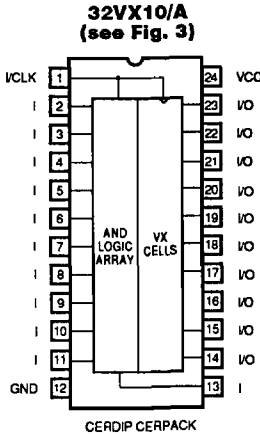 32VX10/A
(see Fig. 3)
I/CLK 1 24 VCC
I 2 23 I/O
I 3 22 I/O
I 4 21 I/O
I 5 20 I/O
I 6 19 I/O
I 7 18 I/O
I 8 17 I/O
I 9 16 I/O
I 10 15 I/O
I 11 14 I/O
GND 12 13 I
AND
LOGIC
ARRAY
VX
CELLS
CERDIP CERPACK